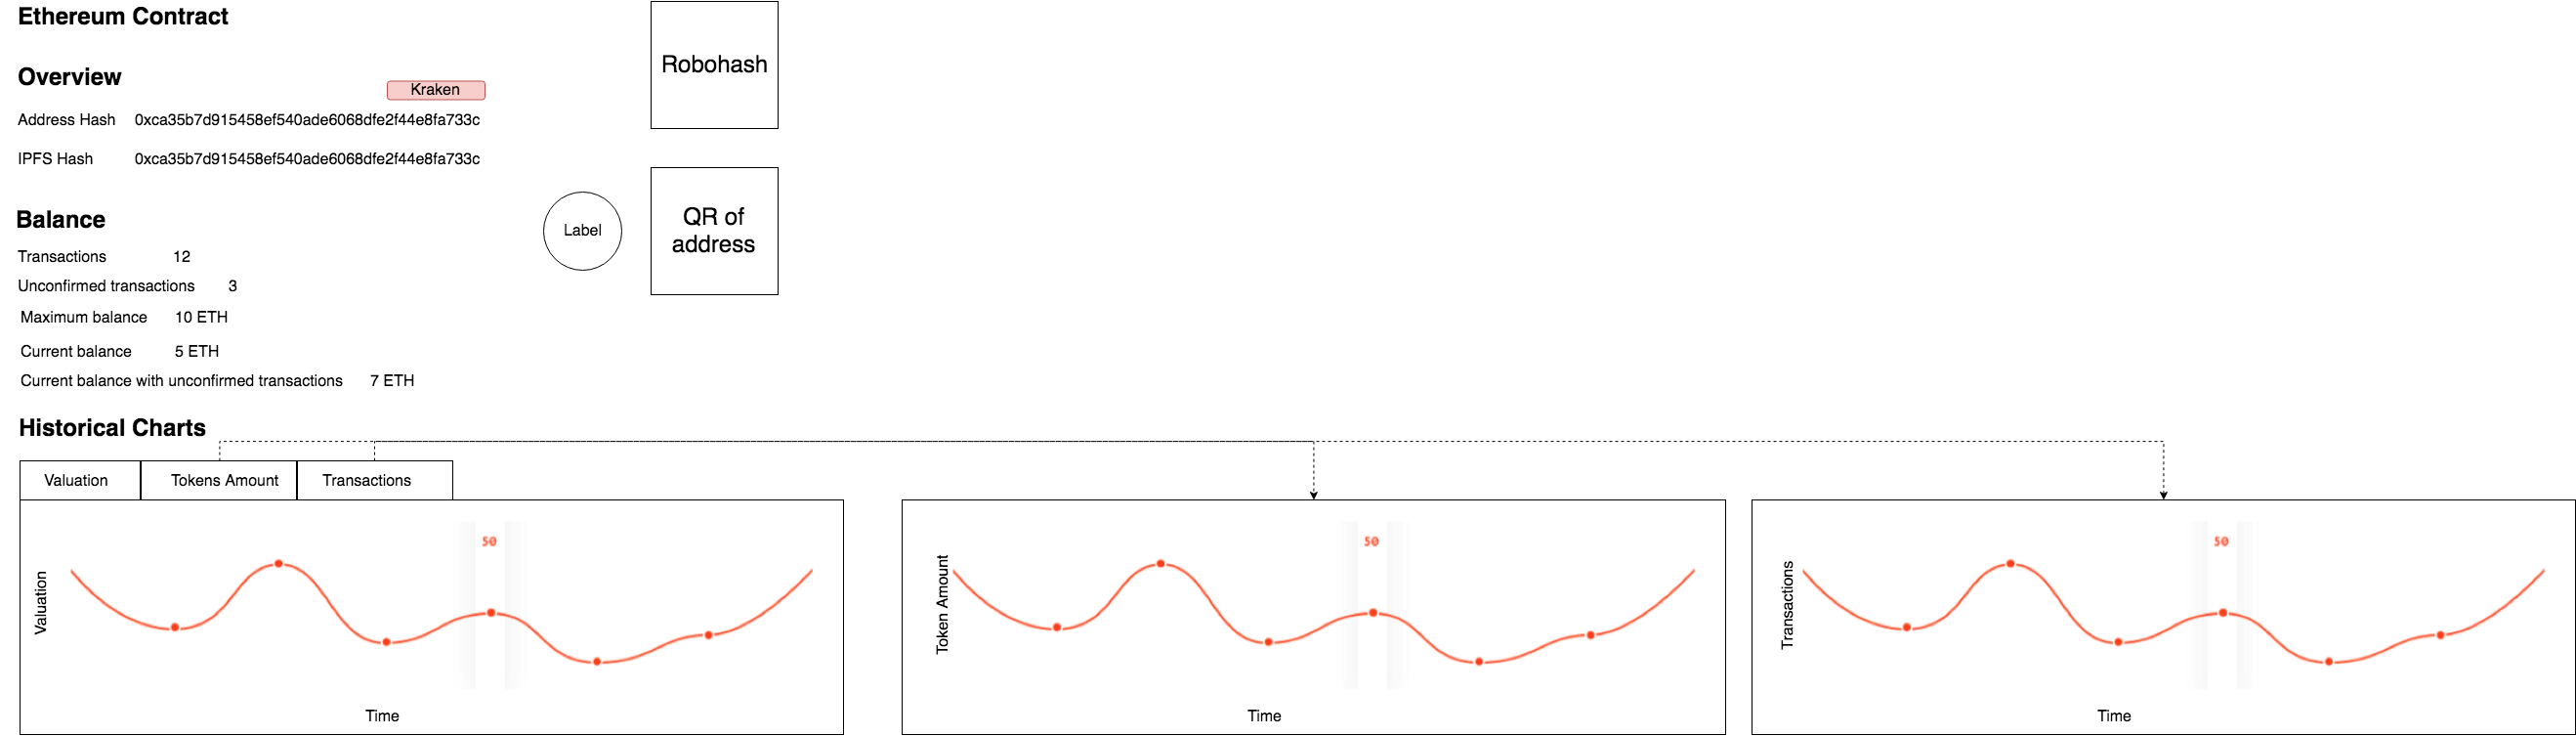 Ethereum Contract
Robohash
Overview
Kraken
Address Hash 0xca35b7d915458ef540ade6068dfe2f44e8fa733c
IPFS Hash 0xca35b7d915458ef540ade6068dfe2f44e8fa733c
QR of
address
Label
Balance
Transactions 12
Unconfirmed transactions 3
Maximum balance 10 ETH
Current balance 5 ETH
Current balance with unconfirmed transactions 7 ETH
Historical Charts
Valuation Tokens Amount Transactions
50
Valuation
Time
50
Token Amount
Time
50
Transactions
Time